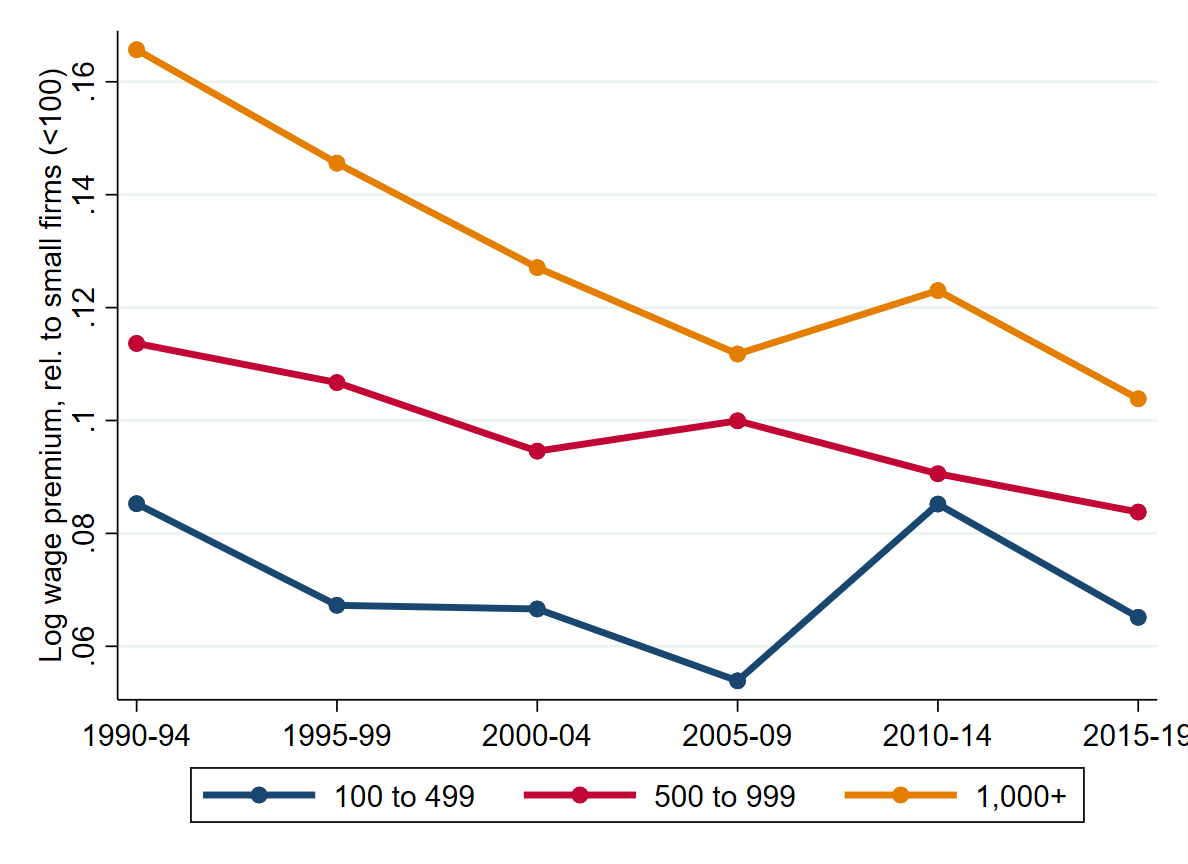 Log wage premium, rel. to small firms (<100)
.16
.14
.12
.1
.08
.06
1990-94 1995-99 2000-04 2005-09 2010-14 2015-19
100 to 499 500 to 999 1,000+